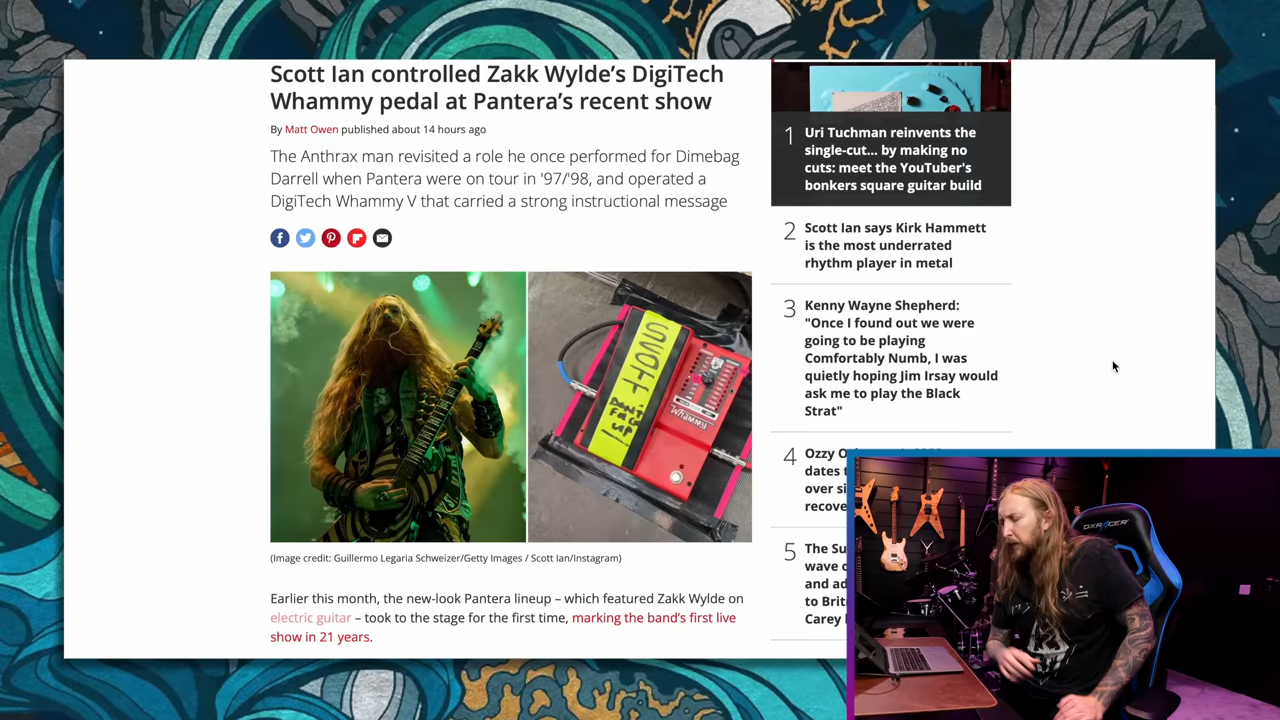 Scott Ian controlled Zakk Wylde's DigiTech
Whammy pedal at Pantera's recent show
By Matt Owen published about 14 hours ago
The Anthrax man revisited a role he once performed for Dimebag
Darrell when Pantera were on tour in '97/'98, and operated a
DigiTech Whammy V that carried a strong instructional message
SNOT
DON'T
UP
Whammy
(Image credit: Guillermo Legaria Schweizer/Getty Images / Scott Ian/Instagram)
Earlier this month, the new-look Pantera lineup – which featured Zakk Wylde on
electric guitar – took to the stage for the first time, marking the band's first live
show in 21 years.
1
Uri Tuchman reinvents the
single-cut... by making no
cuts: meet the YouTuber's
bonkers square guitar build
2
Scott Ian says Kirk Hammett
is the most underrated
rhythm player in metal
3
Kenny Wayne Shepherd:
"Once I found out we were
going to be playing
Comfortably Numb, I was
quietly hoping Jim Irsay would
ask me to play the Black
Strat"
4
Ozzy
dates
over
5
The
wave
and
to
Carey
DXRACER